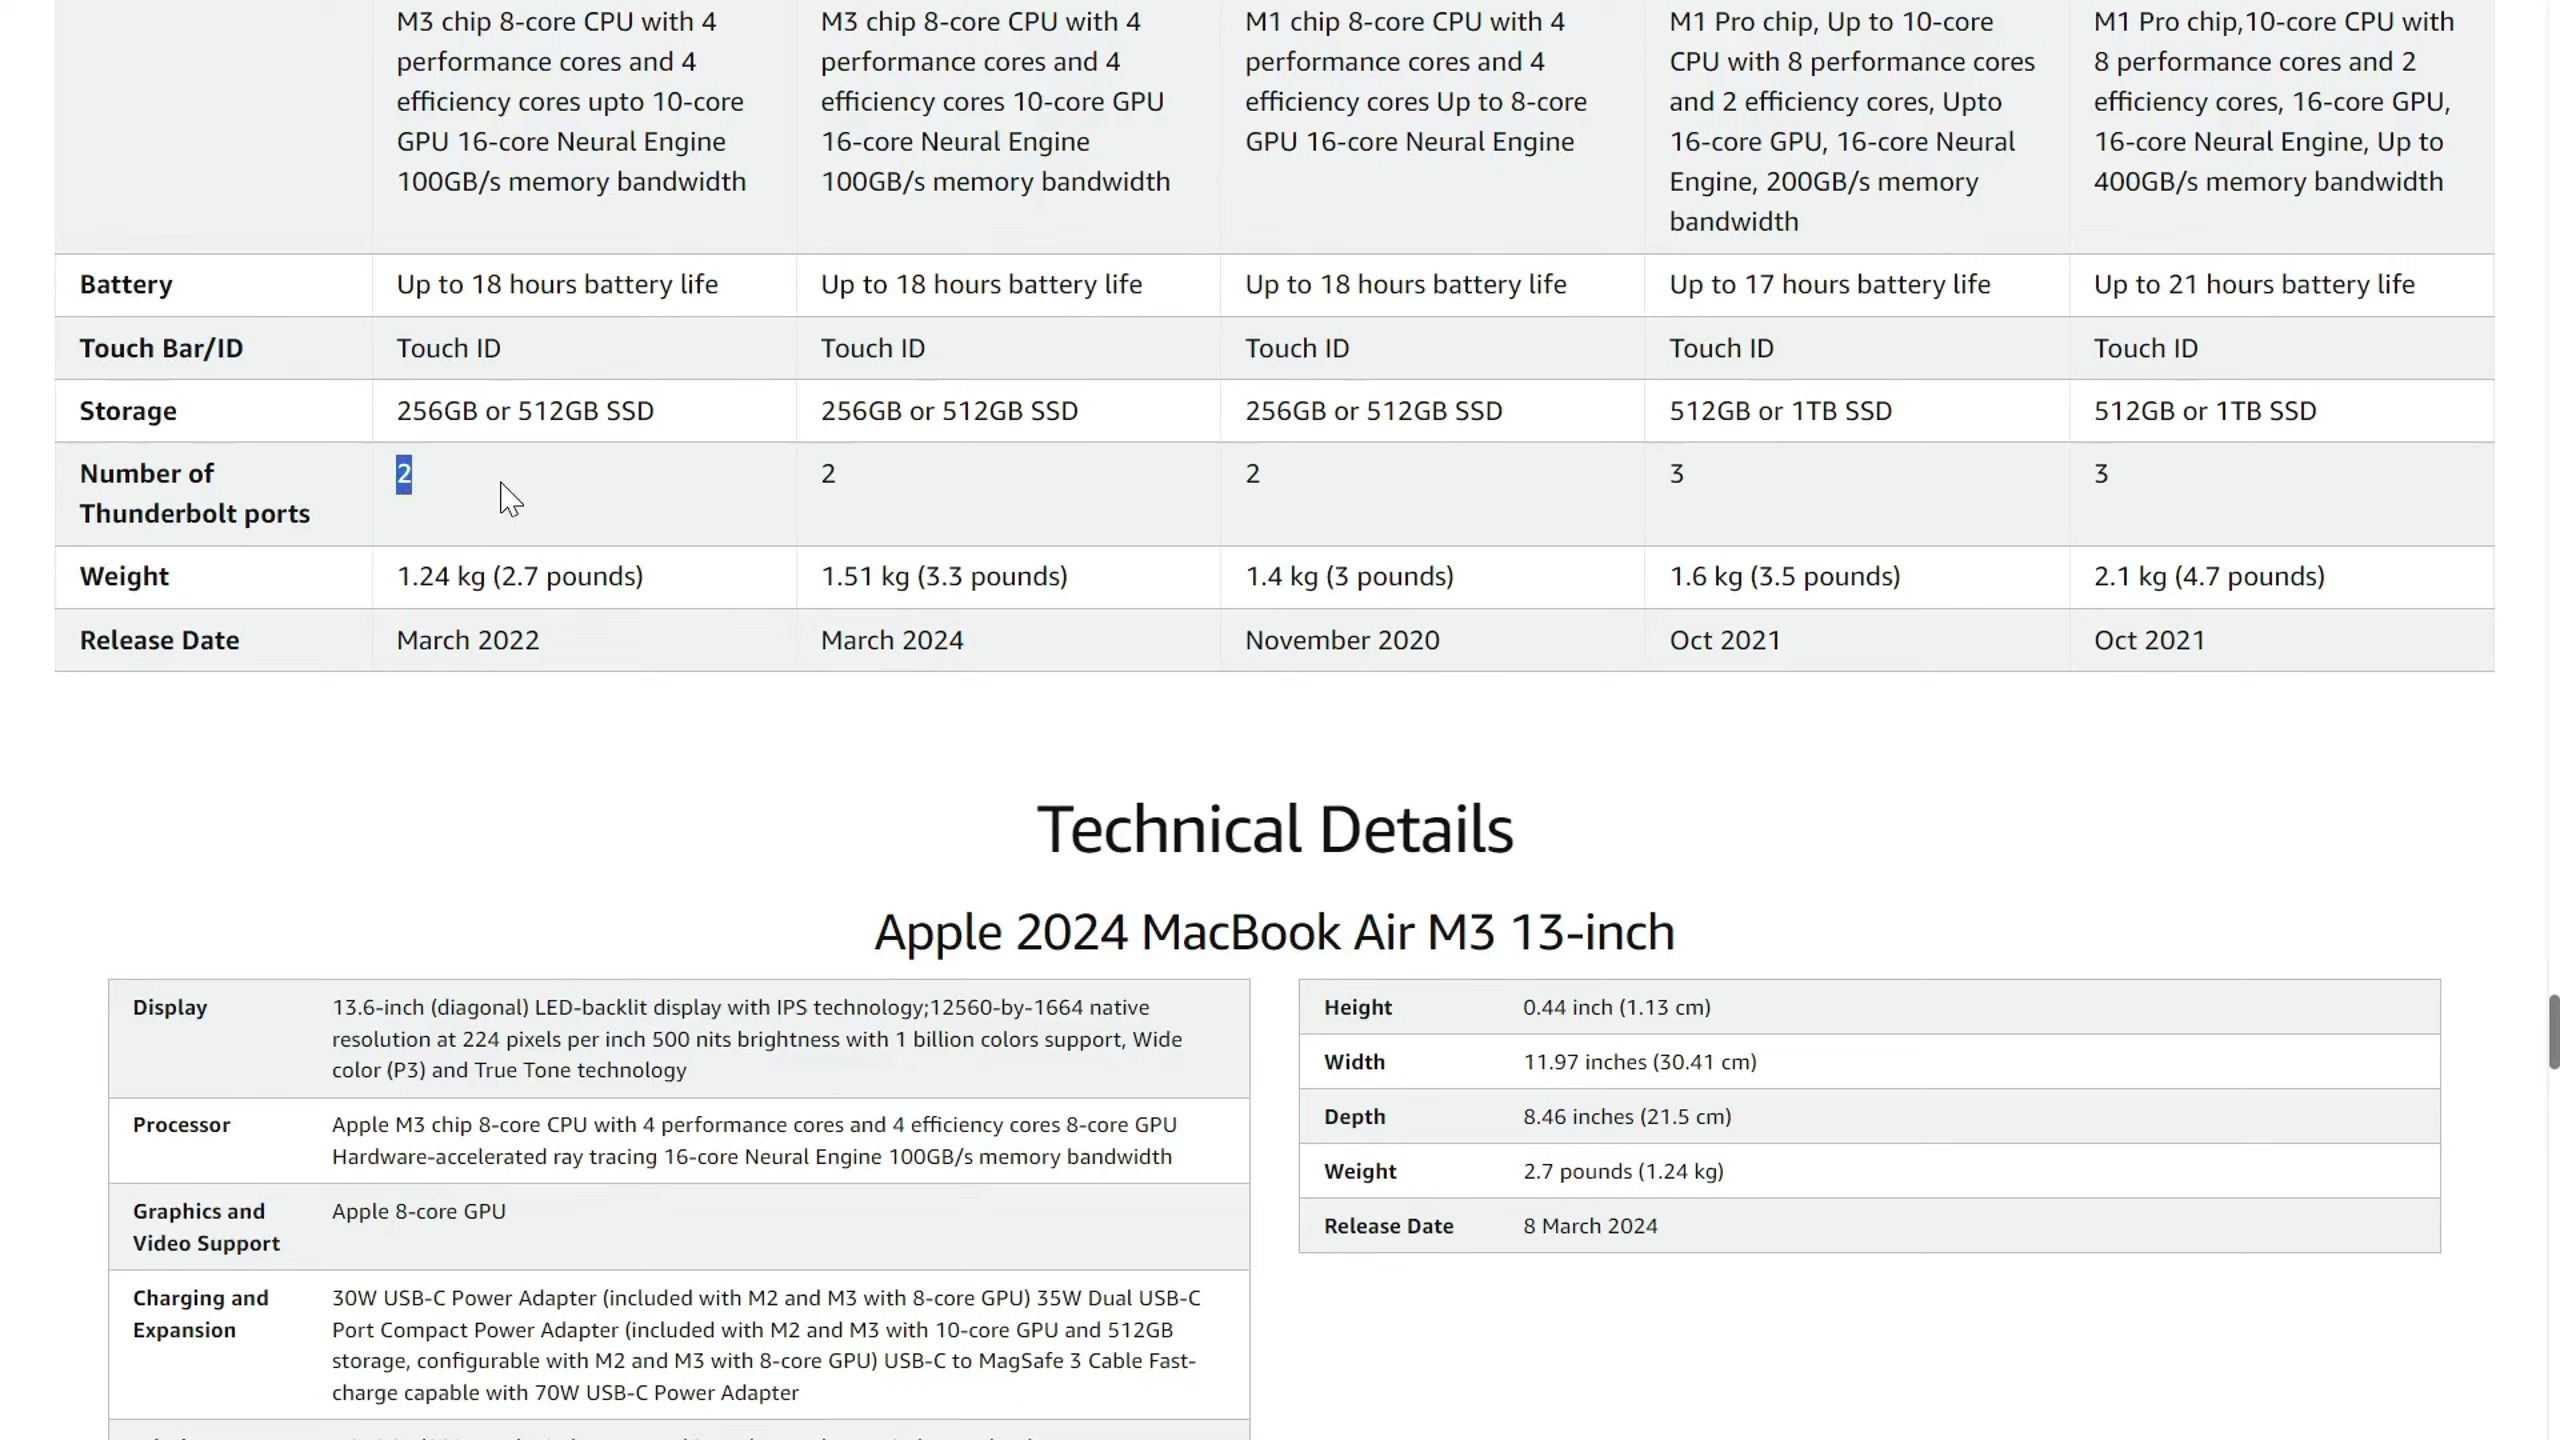 M3 chip 8-core CPU with 4
performance cores and 4
efficiency cores upto 10-core
GPU 16-core Neural Engine
100GB/s memory bandwidth
M3 chip 8-core CPU with 4
performance cores and 4
efficiency cores 10-core GPU
16-core Neural Engine
100GB/s memory bandwidth
M1 chip 8-core CPU with 4
performance cores and 4
efficiency cores Up to 8-core
GPU 16-core Neural Engine
M1 Pro chip, Up to 10-core
CPU with 8 performance cores
and 2 efficiency cores, Upto
16-core GPU, 16-core Neural
Engine, 200GB/s memory
bandwidth
M1 Pro chip,10-core CPU with
8 performance cores and 2
efficiency cores, 16-core GPU,
16-core Neural Engine, Up to
400GB/s memory bandwidth
Battery Up to 18 hours battery life Up to 18 hours battery life Up to 18 hours battery life Up to 17 hours battery life Up to 21 hours battery life
Touch Bar/ID Touch ID Touch ID Touch ID Touch ID Touch ID
Storage 256GB or 512GB SSD 256GB or 512GB SSD 256GB or 512GB SSD 512GB or 1TB SSD 512GB or 1TB SSD
Number of
Thunderbolt ports
2 2 2 3 3
Weight 1.24 kg (2.7 pounds) 1.51 kg (3.3 pounds) 1.4 kg (3 pounds) 1.6 kg (3.5 pounds) 2.1 kg (4.7 pounds)
Release Date March 2022 March 2024 November 2020 Oct 2021 Oct 2021
Technical Details
Apple 2024 MacBook Air M3 13-inch
Display
13.6-inch (diagonal) LED-backlit display with IPS technology;12560-by-1664 native
resolution at 224 pixels per inch 500 nits brightness with 1 billion colors support, Wide
color (P3) and True Tone technology
Processor
Apple M3 chip 8-core CPU with 4 performance cores and 4 efficiency cores 8-core GPU
Hardware-accelerated ray tracing 16-core Neural Engine 100GB/s memory bandwidth
Graphics and
Video Support
Apple 8-core GPU
Charging and
Expansion
30W USB-C Power Adapter (included with M2 and M3 with 8-core GPU) 35W Dual USB-C
Port Compact Power Adapter (included with M2 and M3 with 10-core GPU and 512GB
storage, configurable with M2 and M3 with 8-core GPU) USB-C to MagSafe 3 Cable Fast-
charge capable with 70W USB-C Power Adapter
Height 0.44 inch (1.13 cm)
Width 11.97 inches (30.41 cm)
Depth 8.46 inches (21.5 cm)
Weight 2.7 pounds (1.24 kg)
Release Date 8 March 2024